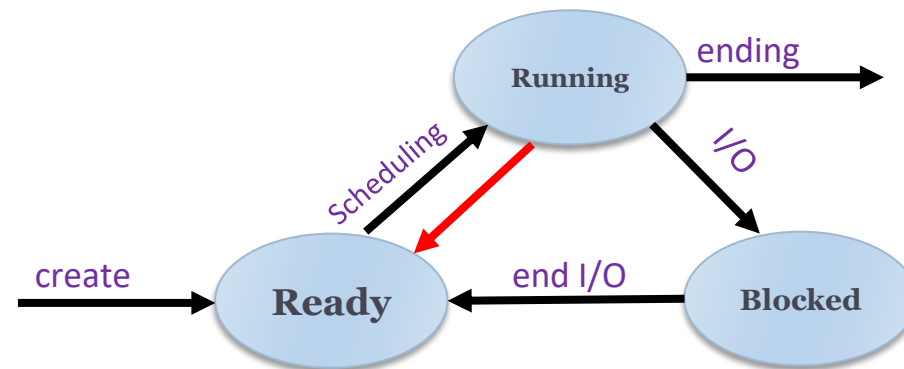 ending
Running
Scheduling
I/O
create
Ready
end I/O
Blocked